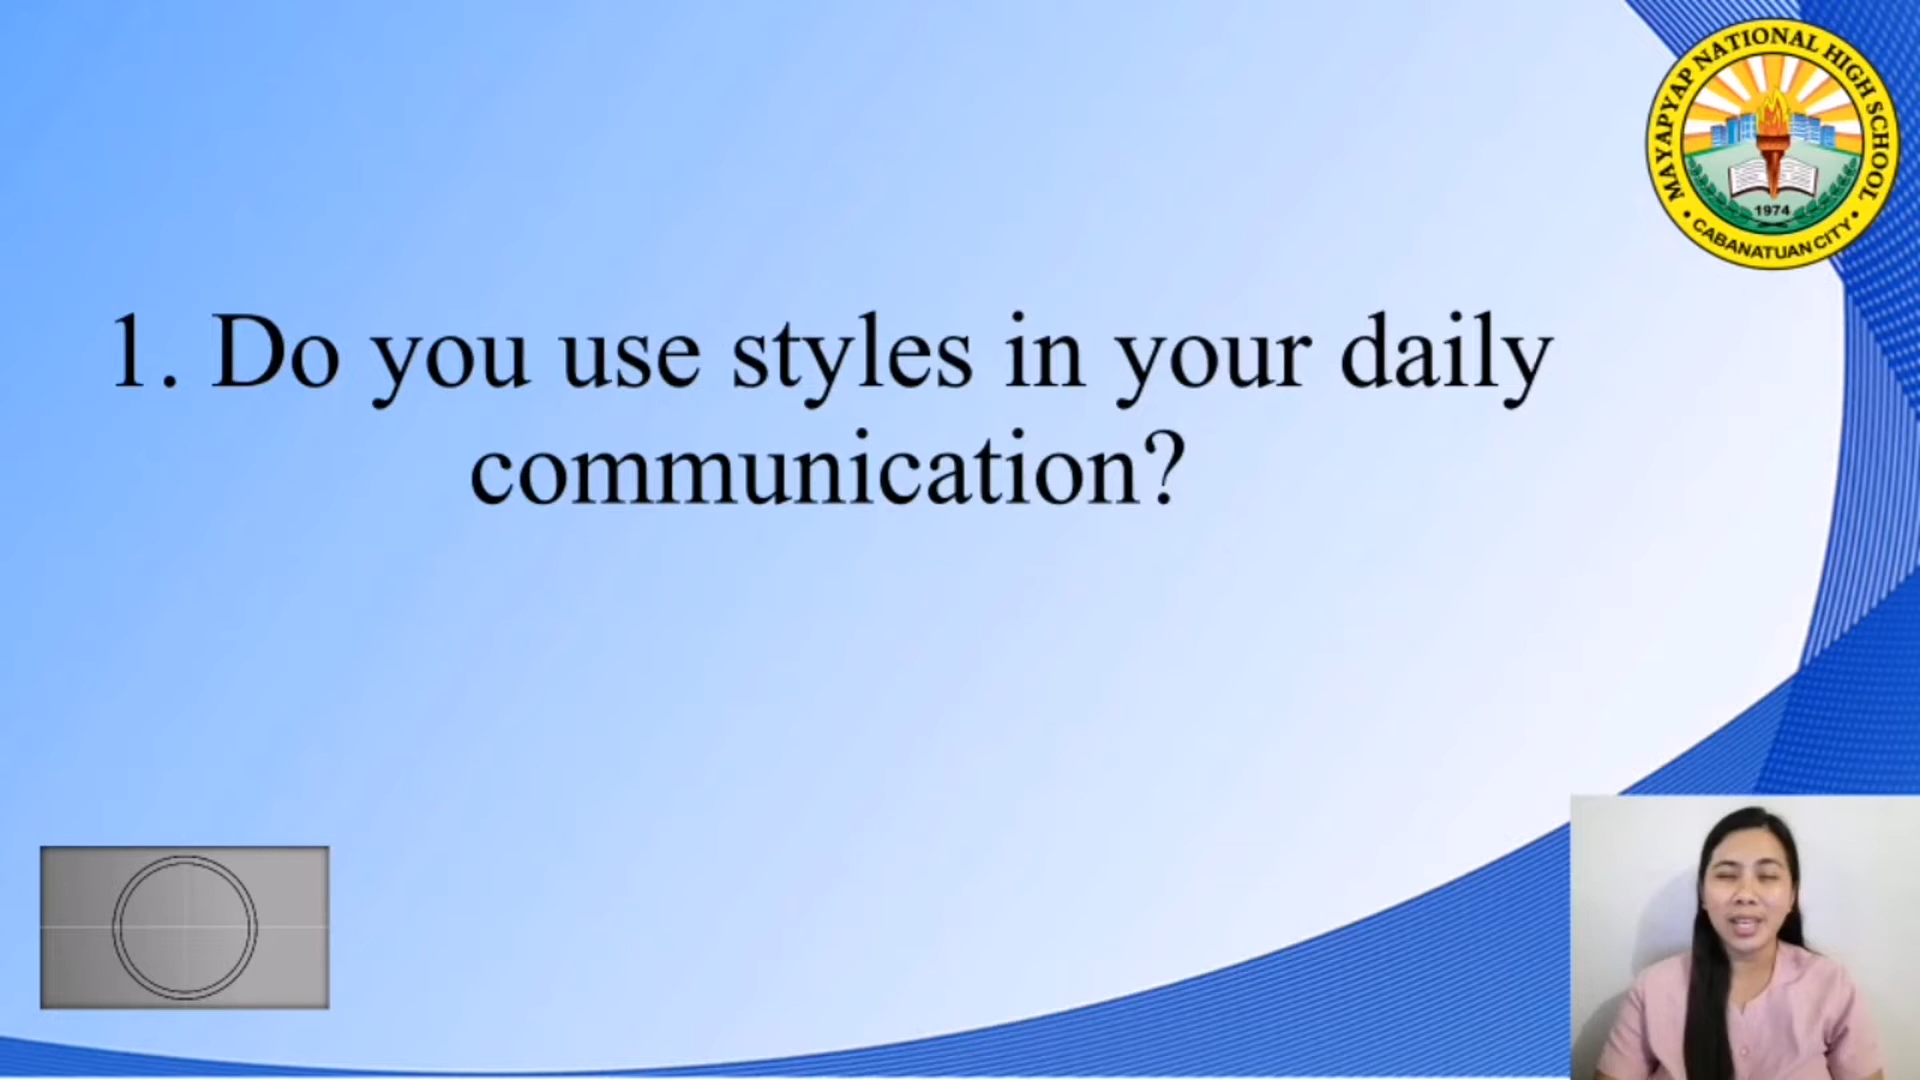 MAYAPYAP NATIONAL HIGH SCHOOL
1974
• CABANATUAN CITY •
1. Do you use styles in your daily
communication?